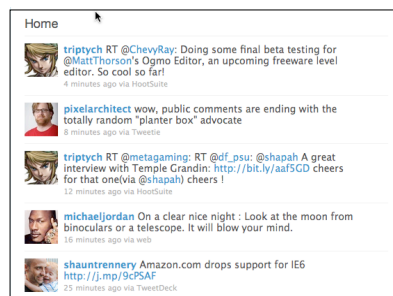 Home
triptych RT @ChevyRay: Doing some final beta testing for
@MattThorson's Ogmo Editor, an upcoming freeware level
editor. So cool so far!
4 minutes ago via HootSuite
pixelarchitect wow, public comments are ending with the
totally random "planter box" advocate
8 minutes ago via Tweetie
triptych RT @metagaming: RT @df_psu: @shapah A great
interview with Temple Grandin: http://bit.ly/aaf5GD cheers
for that one(via @shapah) cheers !
12 minutes ago via HootSuite
michaeljordan On a clear nice night : Look at the moon from
binoculars or a telescope. It will blow your mind.
16 minutes ago via web
shauntrennery Amazon.com drops support for IE6
http://j.mp/9cPSAF
25 minutes ago via TweetDeck